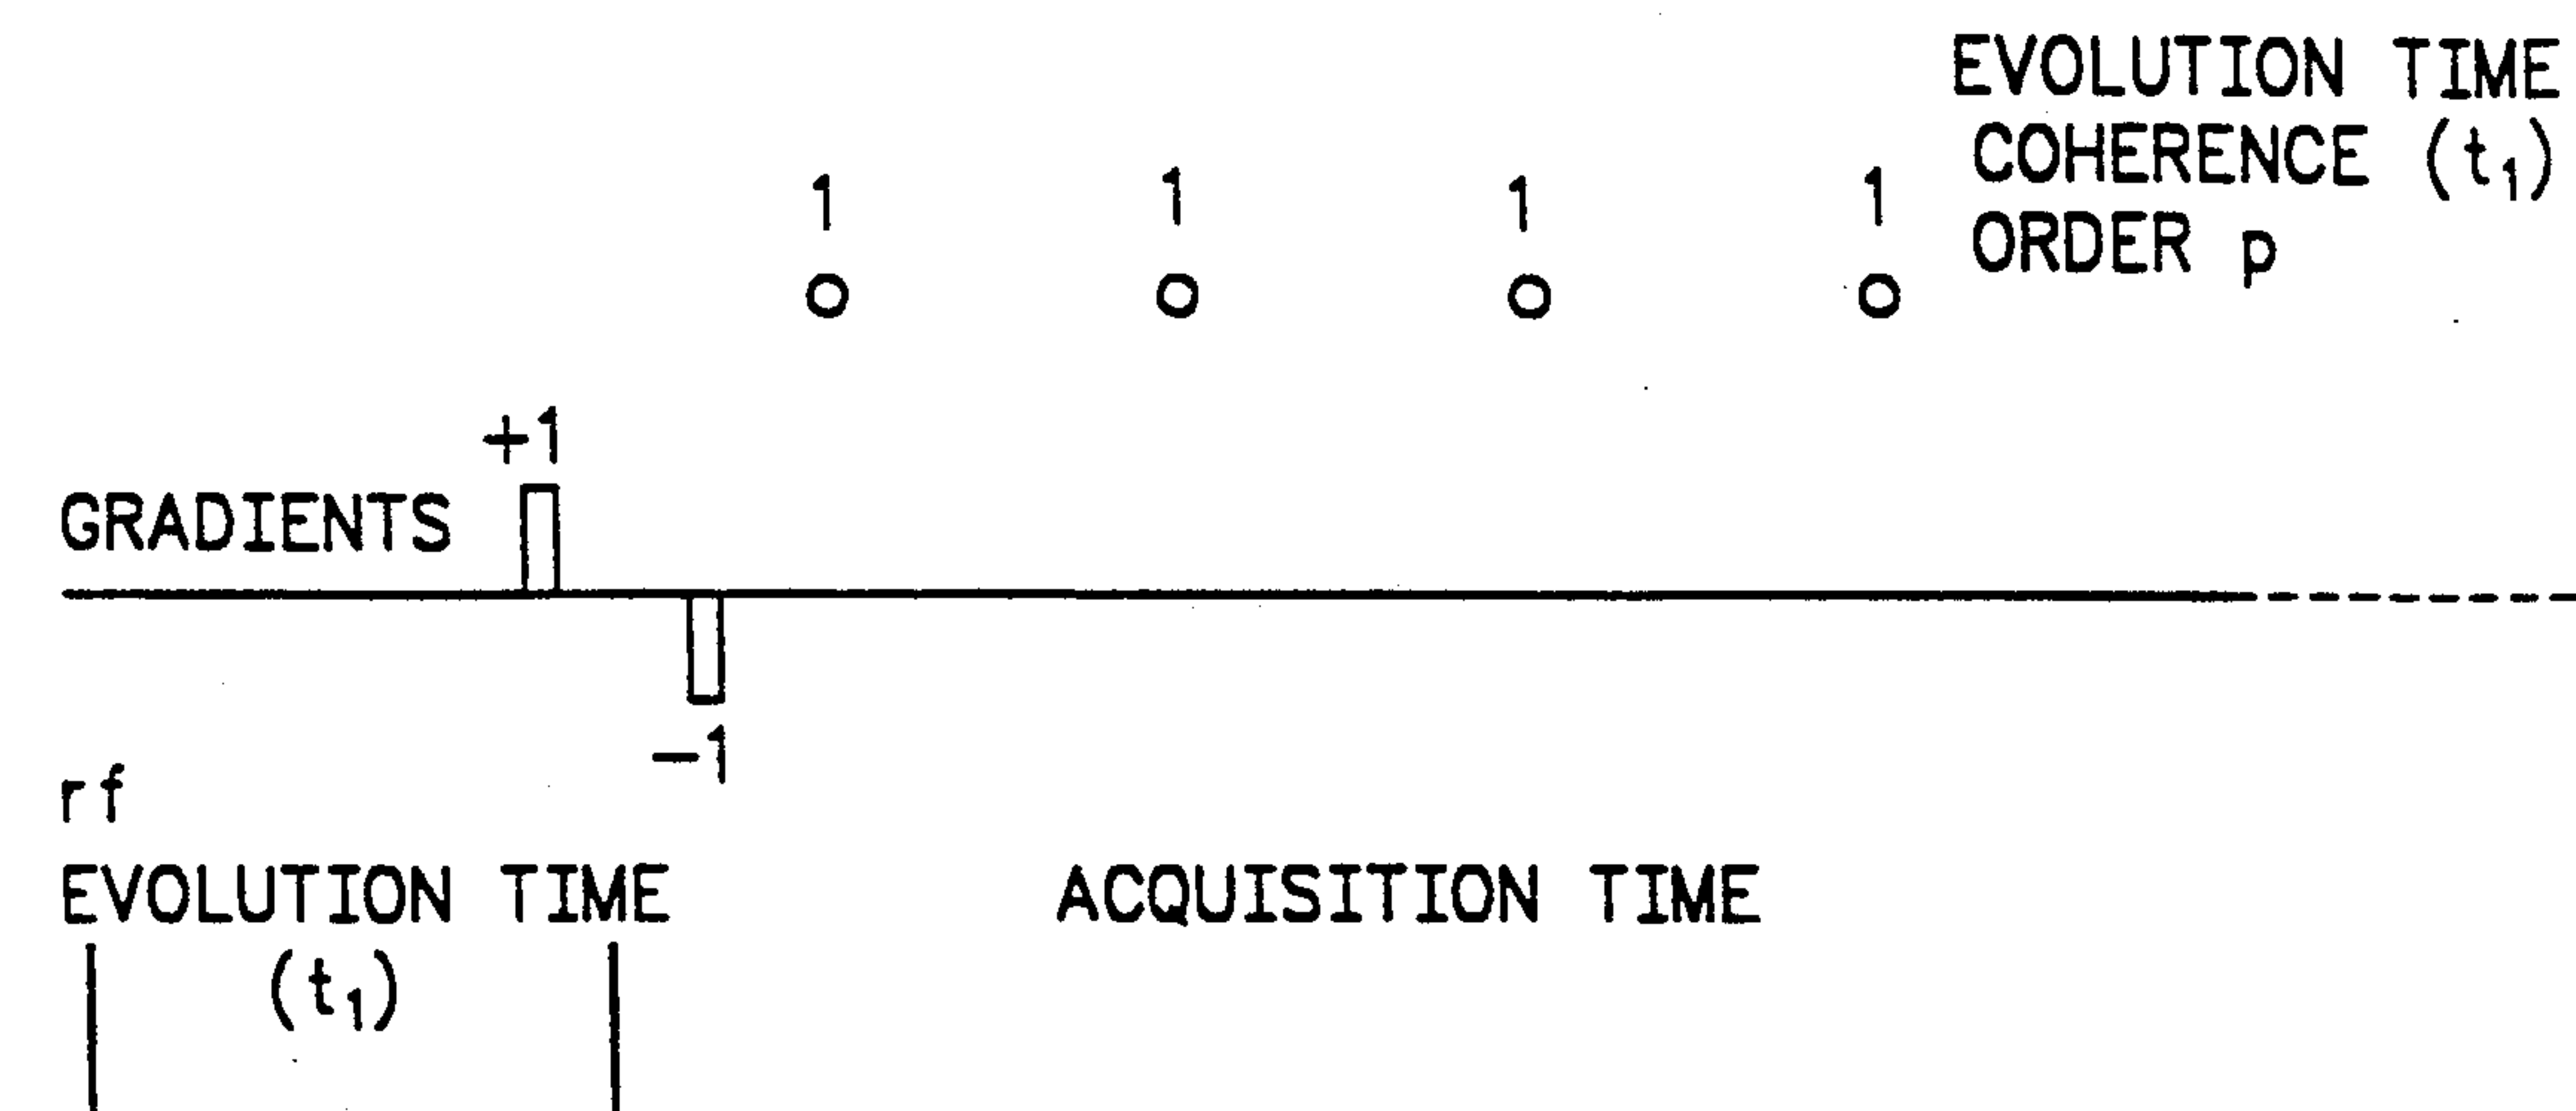 EVOLUTION TIME
COHERENCE (t₁)
ORDER p
1 1 1 1
+1
GRADIENTS
-1
rf
EVOLUTION TIME
(t₁)
ACQUISITION TIME